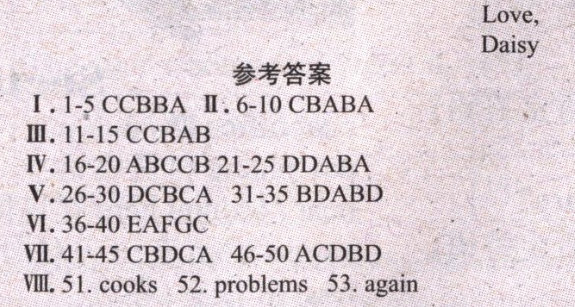 Love,
Daisy
参考答案
Ⅰ. 1-5 CCBBA Ⅱ. 6-10 CBABA
Ⅲ. 11-15 CCBAB
Ⅳ. 16-20 ABCCB 21-25 DDABA
Ⅴ. 26-30 DCBCA 31-35 BDABD
Ⅵ. 36-40 EAFGC
Ⅶ. 41-45 CBDCA 46-50 ACDBD
Ⅷ. 51. cooks 52. problems 53. again